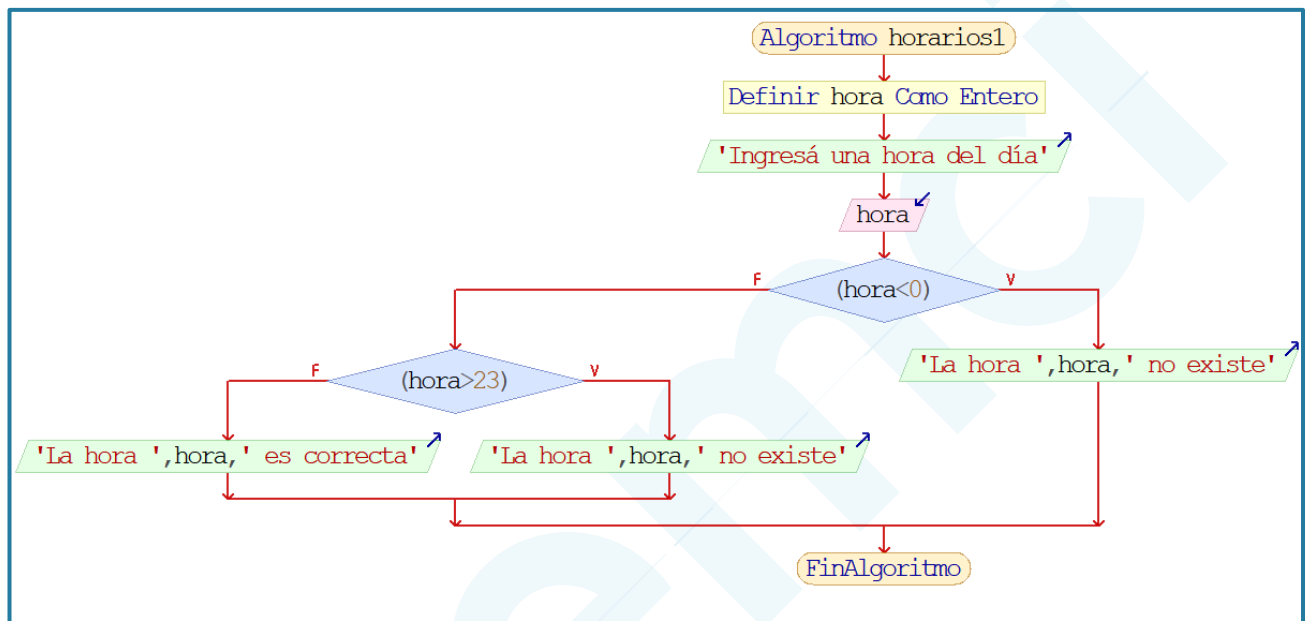 Algoritmo horarios1
Definir hora Como Entero
'Ingresá una hora del día'
hora
F
(hora<0)
V
'La hora ',hora,' no existe'
F
(hora>23)
V
'La hora ',hora,' es correcta'
'La hora ',hora,' no existe'
FinAlgoritmo